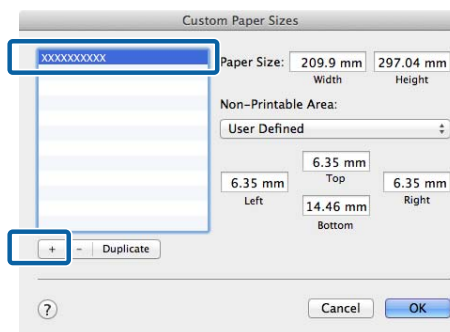 Custom Paper Sizes
XXXXXXXXXX
Paper Size: 209.9 mm 297.04 mm
Width Height
Non-Printable Area:
User Defined
6.35 mm
Top
6.35 mm 6.35 mm
Left Right
14.46 mm
Bottom
+ - Duplicate
? Cancel OK